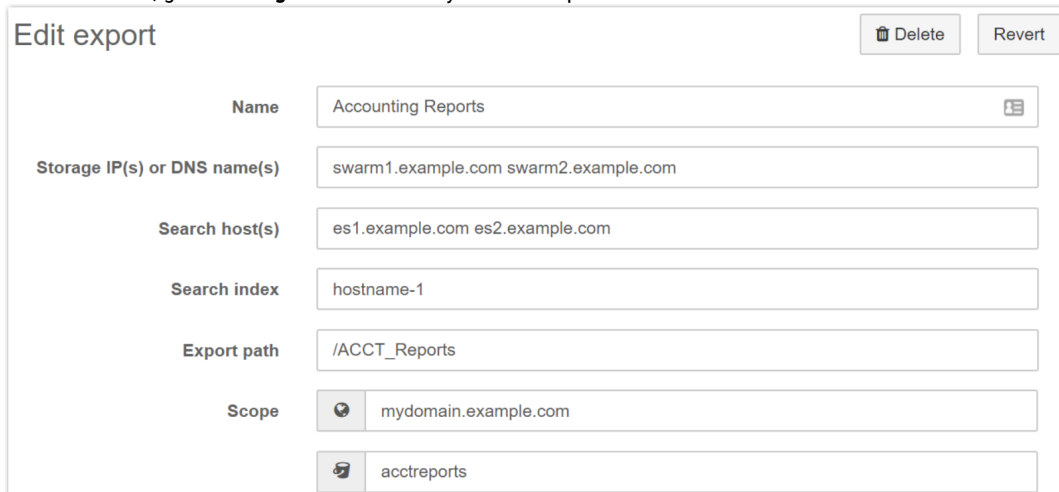 Edit export
Delete
Revert
Name
Accounting Reports
Storage IP(s) or DNS name(s)
swarm1.example.com swarm2.example.com
Search host(s)
es1.example.com es2.example.com
Search index
hostname-1
Export path
/ACCT_Reports
Scope
mydomain.example.com
acctreports